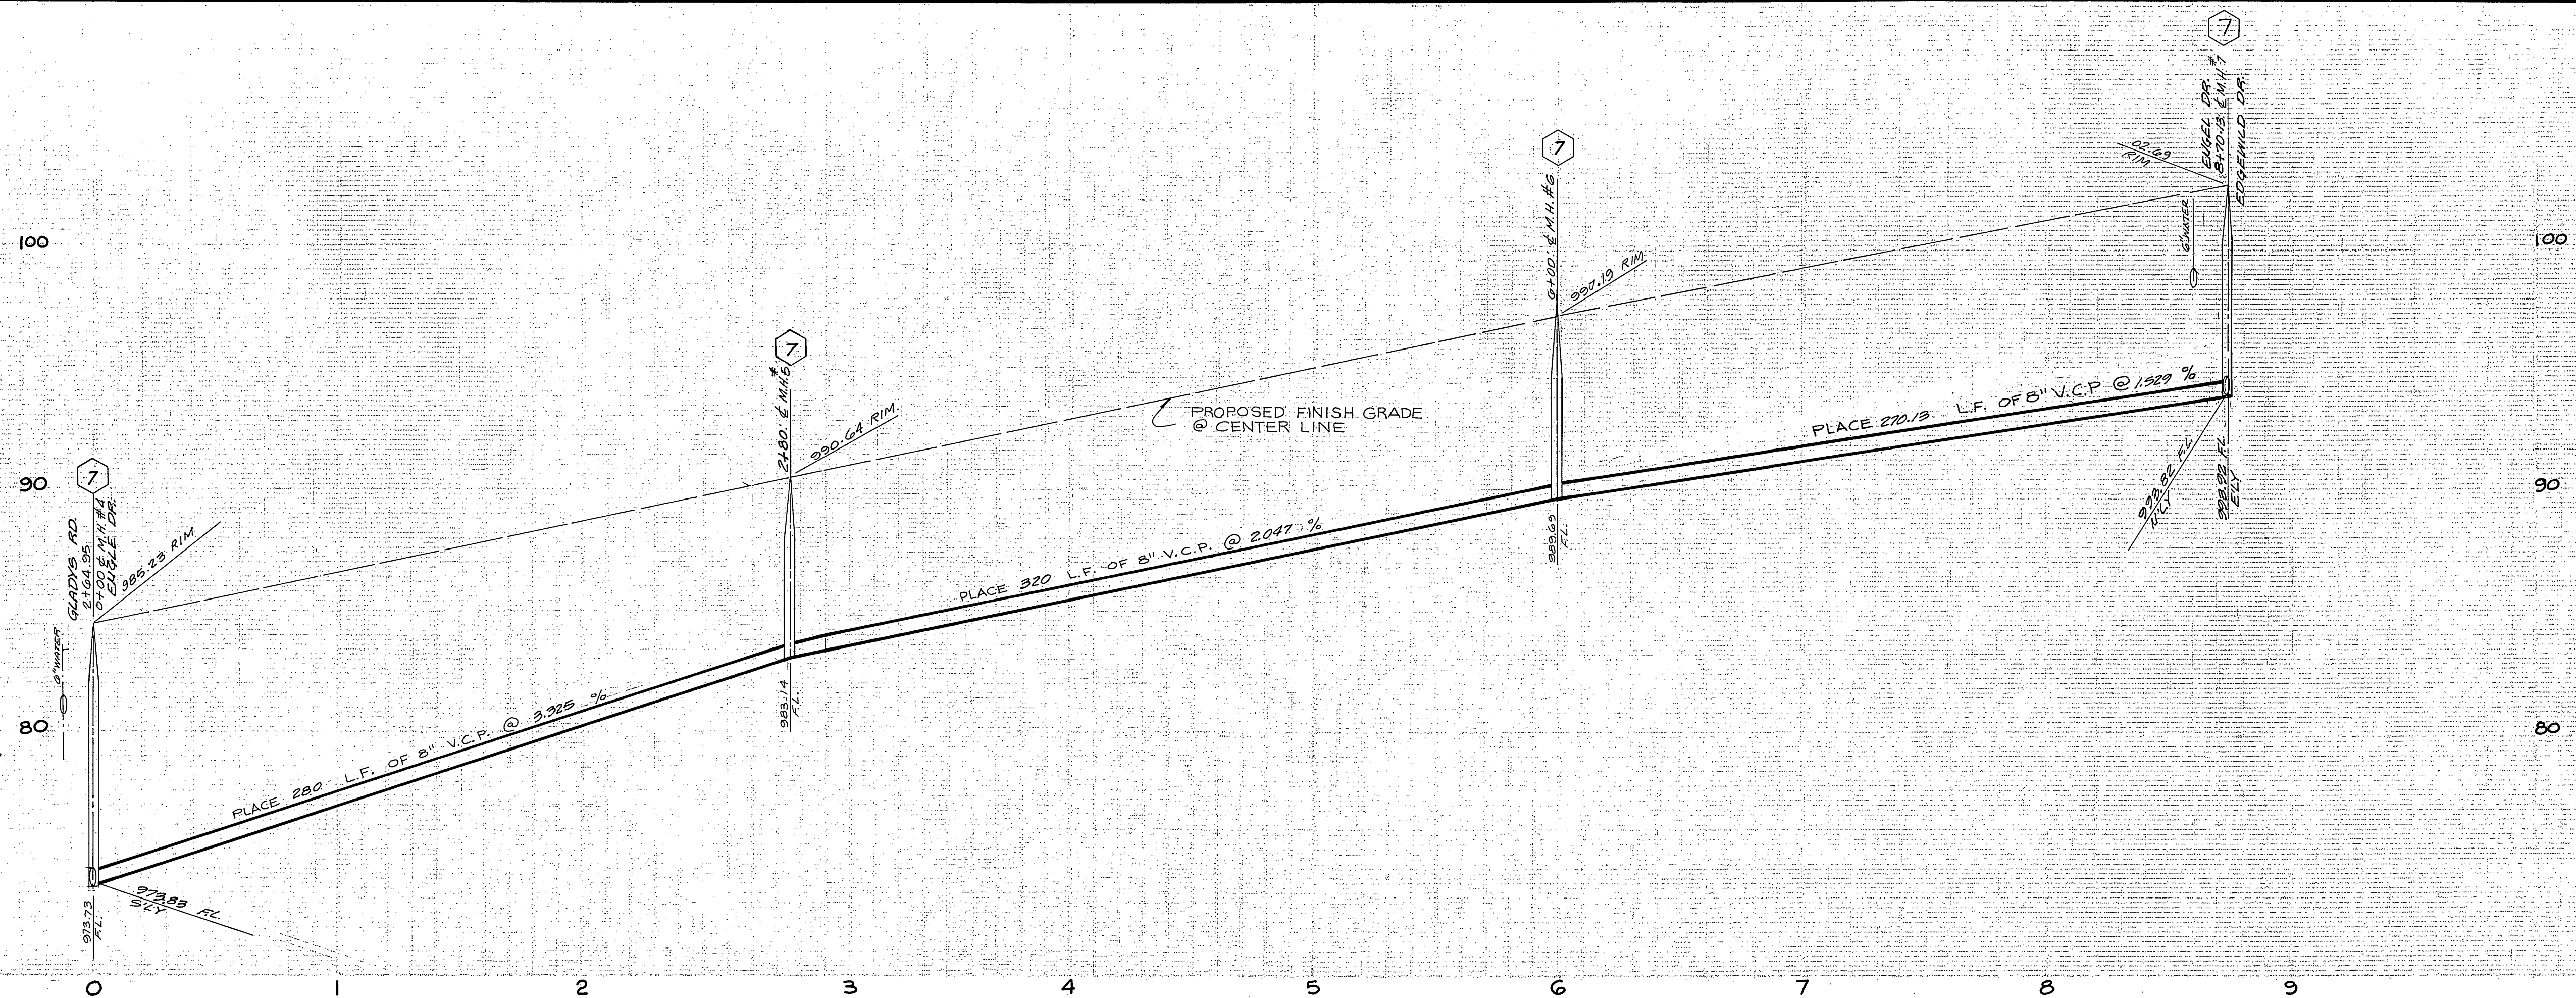 7
ENGEL DR.
8+70.13 ℄ M.H. #7
EDGEWILD DR.
02.69
RIM
6" WATER
7
6+00. ℄ M.H. #6
997.19 RIM
100
100
7
2+80. ℄ M.H. #5
990.64 RIM.
PROPOSED FINISH GRADE
@ CENTER LINE
PLACE 270.13. L.F. OF 8" V.C.P @ 1.529 %
7
GLADYS RD.
2+64.95
0+00 ℄ M.H. #4
ENGLE DR.
985.23 RIM
6" WATER
90
90
993.82 F.L.
N'LY
993.92 F.L.
E'LY
PLACE 320 L.F. OF 8" V.C.P. @ 2.047 %
989.69
F.L.
983.14
F.L.
80
80
PLACE 280 L.F. OF 8" V.C.P. @ 3.325 %
973.83 F.L.
S'LY
973.73
F.L.
0 1 2 3 4 5 6 7 8 9